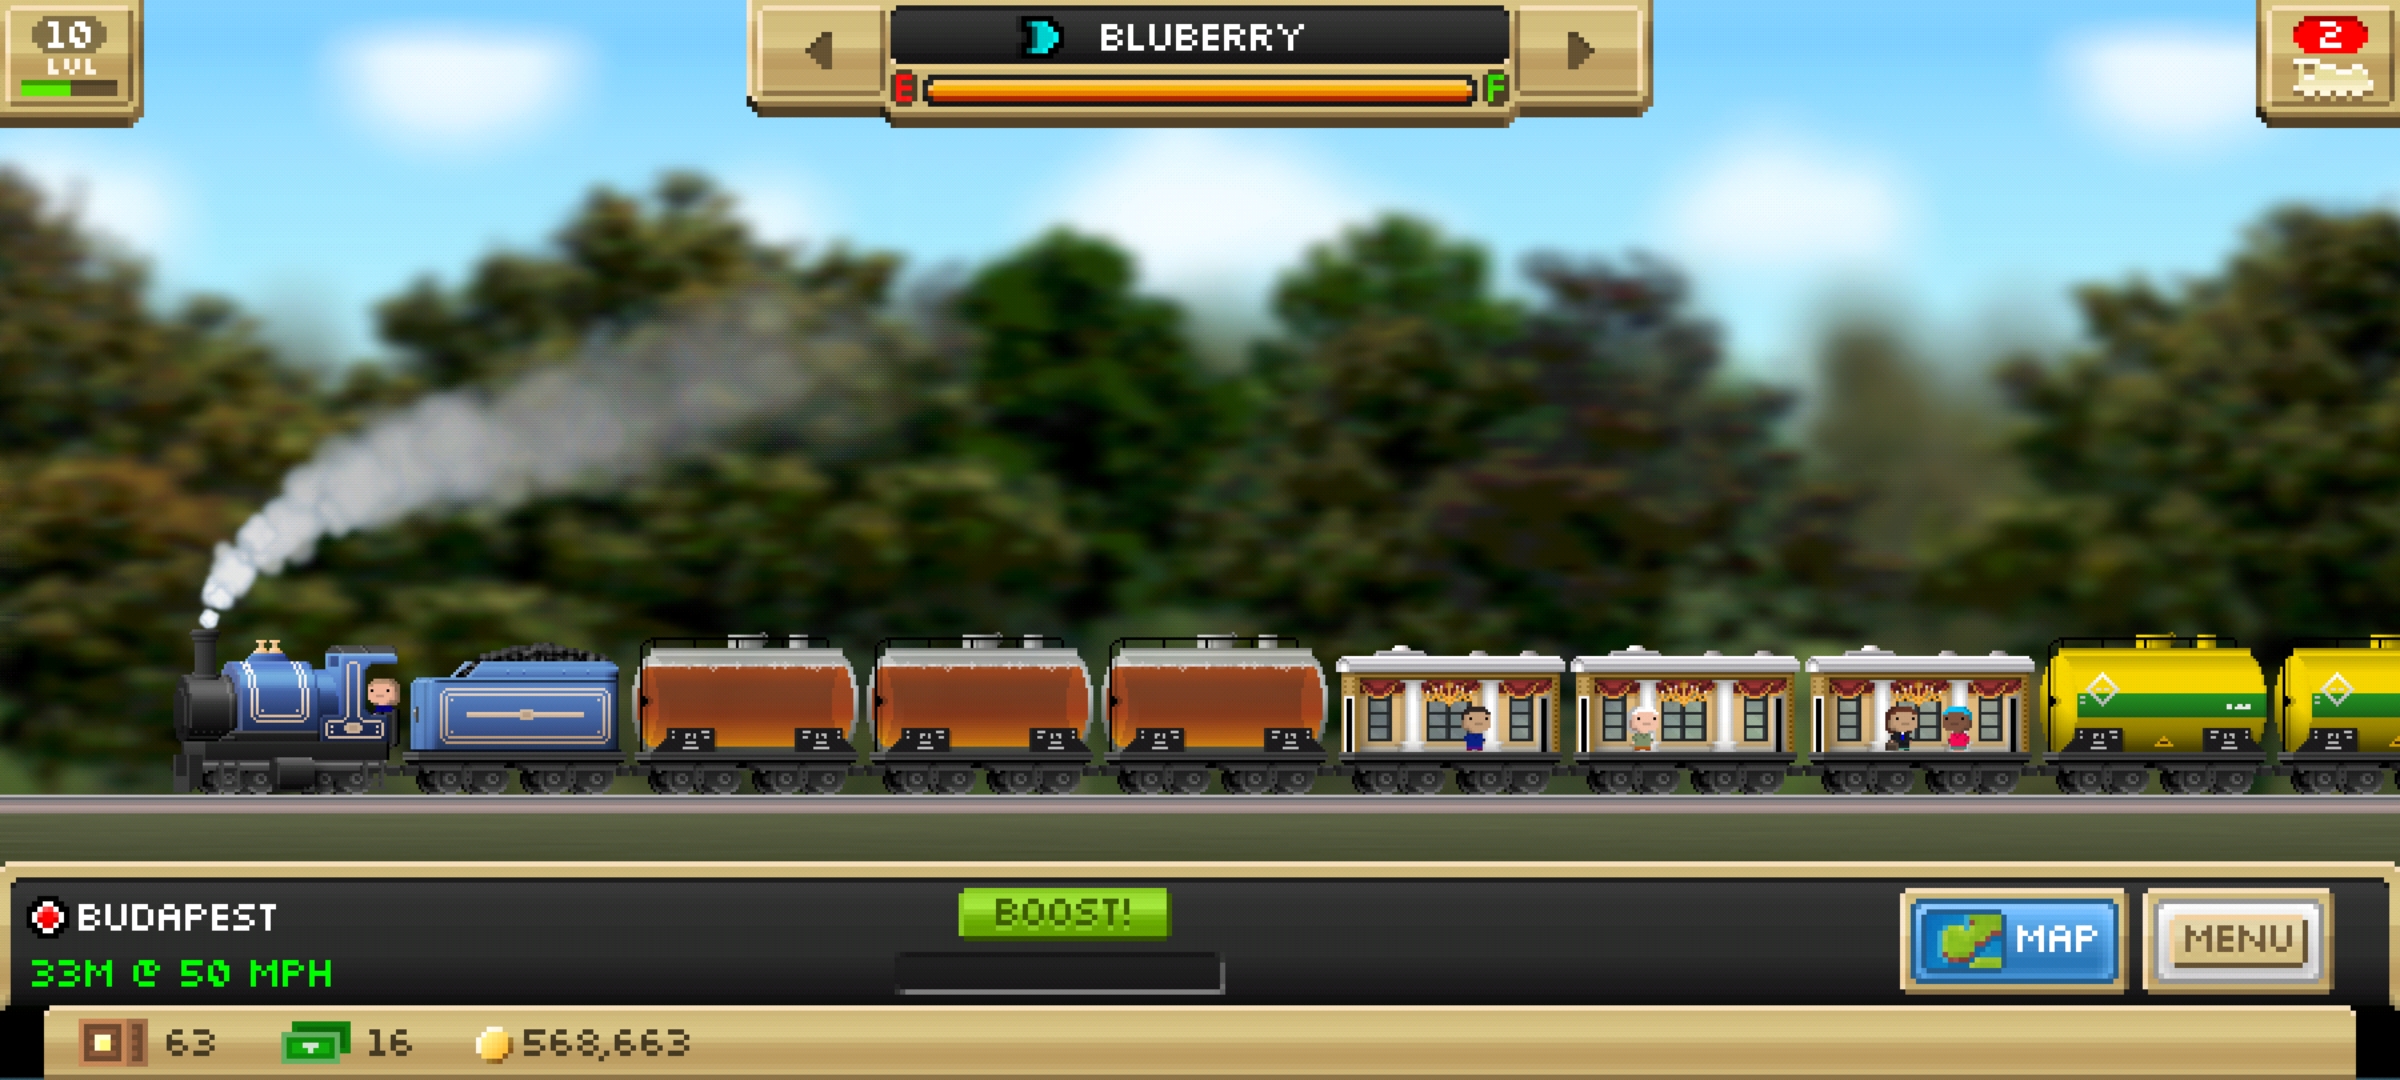 10
LVL
BLUBERRY
E F
2
BUDAPEST
33M @ 50 MPH
BOOST!
MAP
MENU
63
16
568,663